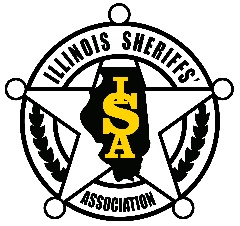 ILLINOIS SHERIFFS'
ISA
ASSOCIATION